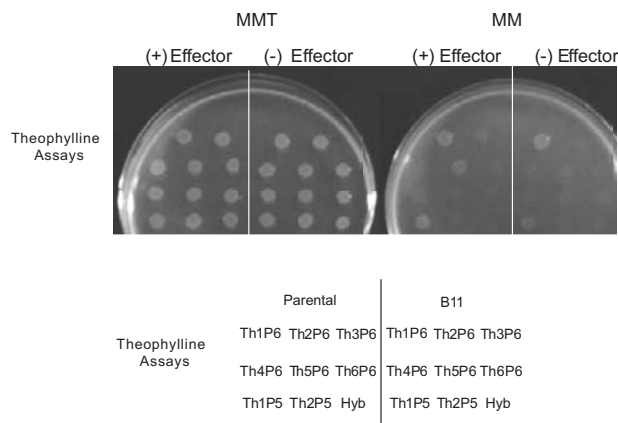 MMT MM
(+) Effector (-) Effector (+) Effector (-) Effector
Theophylline
Assays
Parental B11
Th1P6 Th2P6 Th3P6 Th1P6 Th2P6 Th3P6
Theophylline
Assays
Th4P6 Th5P6 Th6P6 Th4P6 Th5P6 Th6P6
Th1P5 Th2P5 Hyb Th1P5 Th2P5 Hyb